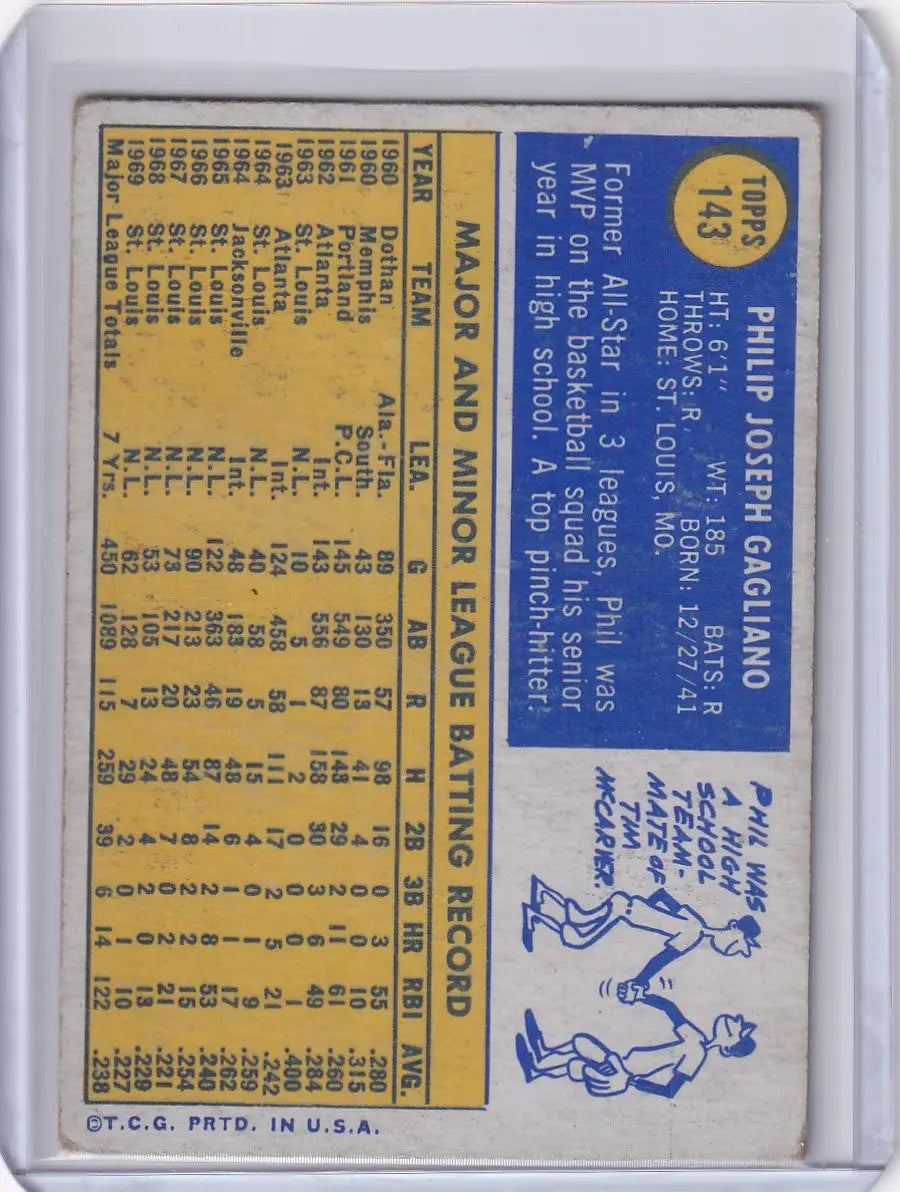 TOPPS
143
PHILIP JOSEPH GAGLIANO
HT: 6'1" WT: 185 BATS: R
THROWS: R BORN: 12/27/41
HOME: ST. LOUIS, MO.
Former All-Star in 3 leagues, Phil was
MVP on the basketball squad his senior
year in high school. A top pinch-hitter.
PHIL WAS
A HIGH
SCHOOL
TEAM-
MATE OF
TIM
McCARVER.
MAJOR AND MINOR LEAGUE BATTING RECORD
YEAR TEAM LEA. G AB R H 2B 3B HR RBI AVG.
1960 Dothan Ala.-Fla. 89 350 57 98 16 0 3 55 .280
1960 Memphis South. 43 130 13 41 4 0 0 10 .315
1961 Portland P.C.L. 145 549 80 143 29 2 11 61 .260
1962 Atlanta Int. 143 556 87 158 30 3 6 49 .284
1963 St. Louis N.L. 10 5 1 2 0 0 0 1 .400
1963 Atlanta Int. 124 458 58 111 17 2 5 21 .242
1964 St. Louis N.L. 40 58 5 15 4 0 1 9 .259
1964 Jacksonville Int. 48 183 19 48 6 1 1 17 .262
1965 St. Louis N.L. 122 363 46 87 14 2 8 53 .240
1966 St. Louis N.L. 90 213 23 54 8 2 2 15 .254
1967 St. Louis N.L. 73 217 20 48 7 0 2 21 .221
1968 St. Louis N.L. 53 105 13 24 4 2 0 13 .229
1969 St. Louis N.L. 62 128 7 29 2 0 1 10 .227
Major League Totals 7 Yrs. 450 1089 115 259 39 6 14 122 .238
©T.C.G. PRTD. IN U.S.A.